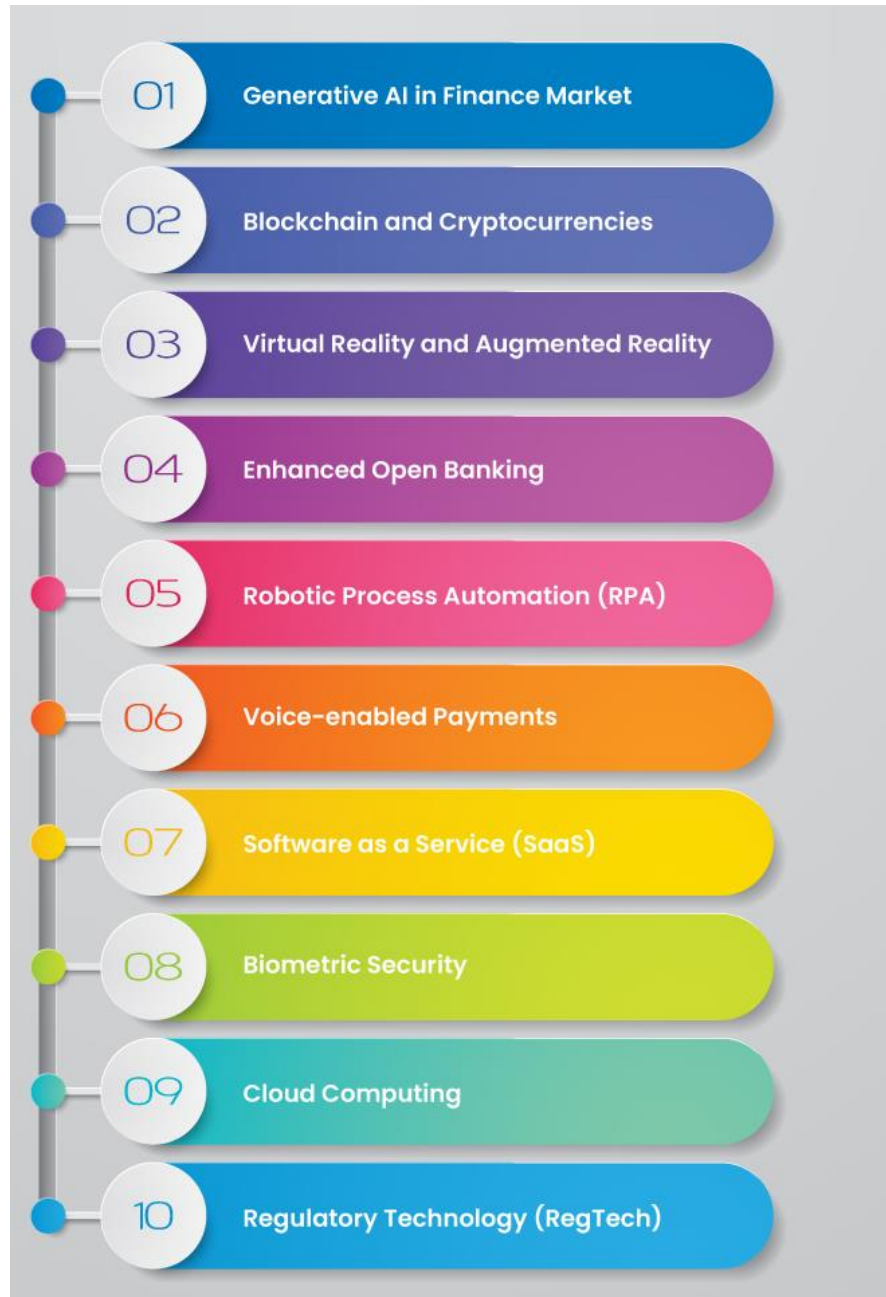 01 Generative AI in Finance Market
02 Blockchain and Cryptocurrencies
03 Virtual Reality and Augmented Reality
04 Enhanced Open Banking
05 Robotic Process Automation (RPA)
06 Voice-enabled Payments
07 Software as a Service (SaaS)
08 Biometric Security
09 Cloud Computing
10 Regulatory Technology (RegTech)